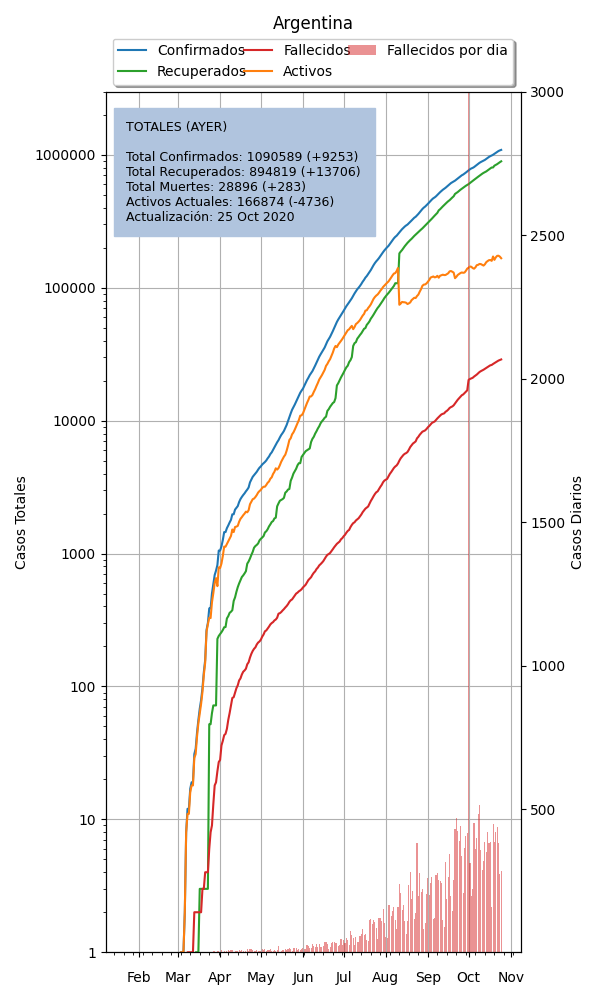 Argentina
Confirmados Fallecidos Fallecidos por dia
Recuperados Activos
TOTALES (AYER)
Total Confirmados: 1090589 (+9253)
Total Recuperados: 894819 (+13706)
Total Muertes: 28896 (+283)
Activos Actuales: 166874 (-4736)
Actualización: 25 Oct 2020
Casos Totales
1000000
100000
10000
1000
100
10
1
3000
2500
2000
1500
1000
500
Casos Diarios
Feb Mar Apr May Jun Jul Aug Sep Oct Nov